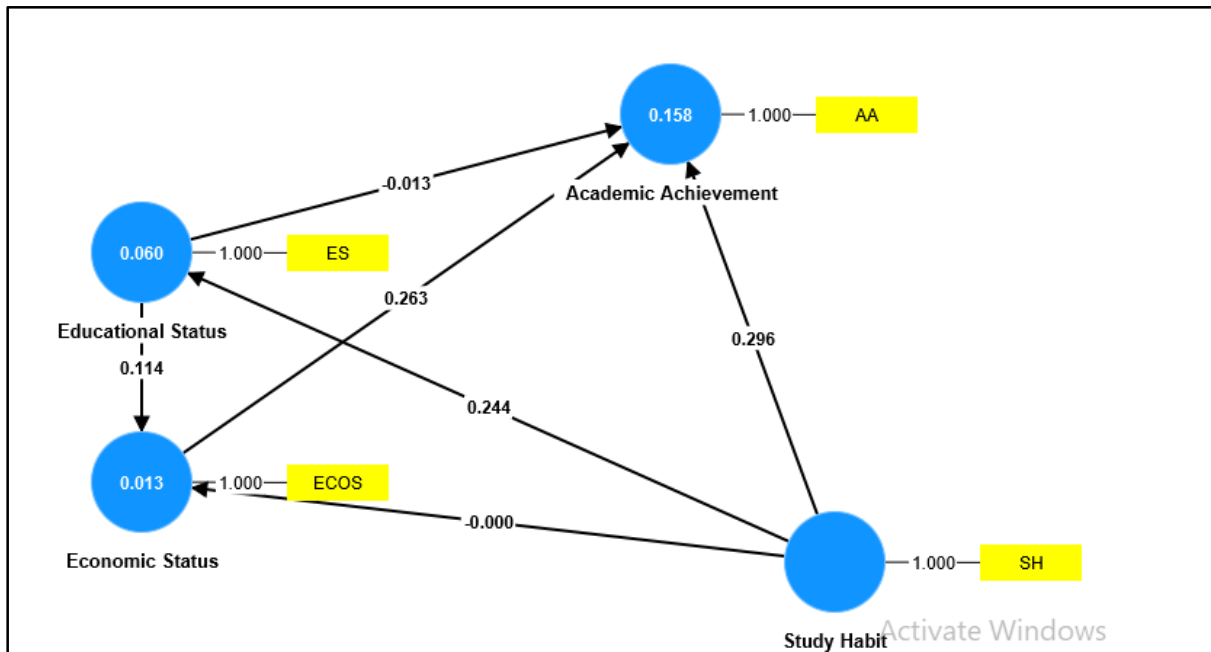 0.158
1.000
AA
-0.013
Academic Achievement
0.060
1.000
ES
0.263
Educational Status
0.296
0.114
0.244
0.013
1.000
ECOS
-0.000
Economic Status
1.000
SH
Study Habit
Activate Windows